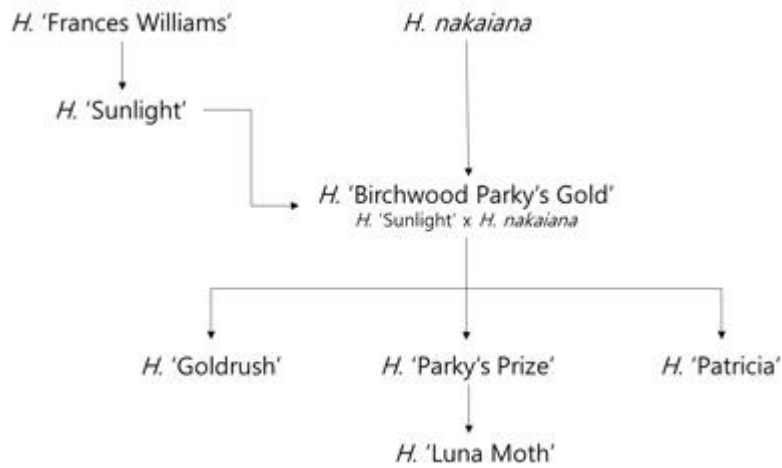 H. ‘Frances Williams’
H. nakaiana
H. ‘Sunlight’
H. ‘Birchwood Parky’s Gold’
H. ‘Sunlight’ x H. nakaiana
H. ‘Goldrush’
H. ‘Parky’s Prize’
H. ‘Patricia’
H. ‘Luna Moth’